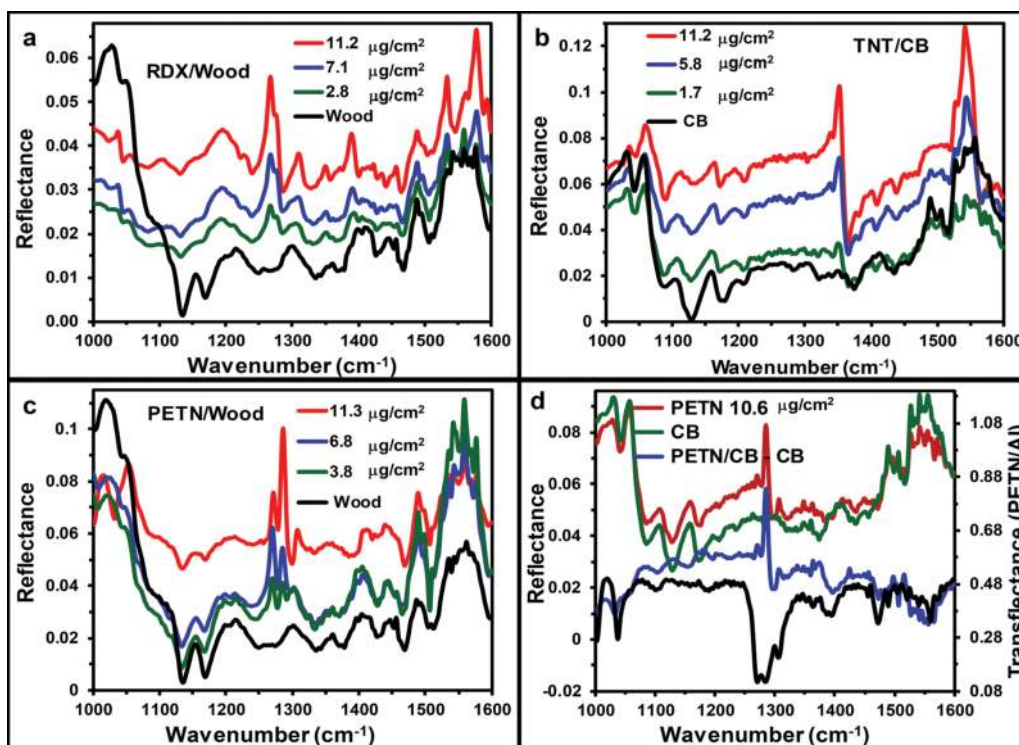 a
RDX/Wood
11.2 μg/cm²
7.1 μg/cm²
2.8 μg/cm²
Wood
Reflectance
0.06
0.05
0.04
0.03
0.02
0.01
0.00
1000 1100 1200 1300 1400 1500 1600
Wavenumber (cm⁻¹)
b
TNT/CB
11.2 μg/cm²
5.8 μg/cm²
1.7 μg/cm²
CB
Reflectance
0.12
0.1
0.08
0.06
0.04
0.02
0
1000 1100 1200 1300 1400 1500 1600
Wavenumber (cm⁻¹)
c
PETN/Wood
11.3 μg/cm²
6.8 μg/cm²
3.8 μg/cm²
Wood
Reflectance
0.1
0.08
0.06
0.04
0.02
0
1000 1100 1200 1300 1400 1500 1600
Wavenumber (cm⁻¹)
d
PETN 10.6 μg/cm²
CB
PETN/CB - CB
Reflectance
0.08
0.06
0.04
0.02
0
-0.02
1.08
0.88
0.68
0.48
0.28
0.08
Transflectance (PETN/Al)
1000 1100 1200 1300 1400 1500 1600
Wavenumber (cm⁻¹)